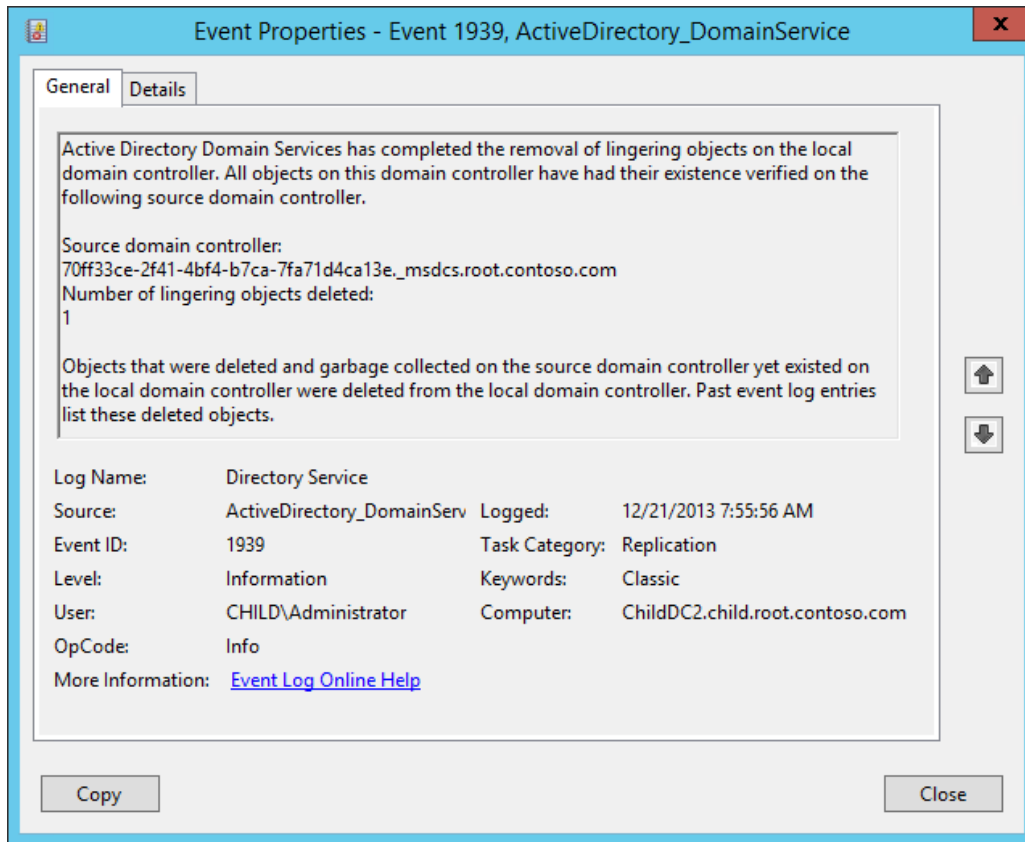 Event Properties - Event 1939, ActiveDirectory_DomainService
x
General Details
Active Directory Domain Services has completed the removal of lingering objects on the local
domain controller. All objects on this domain controller have had their existence verified on the
following source domain controller.
Source domain controller:
70ff33ce-2f41-4bf4-b7ca-7fa71d4ca13e._msdcs.root.contoso.com
Number of lingering objects deleted:
1
Objects that were deleted and garbage collected on the source domain controller yet existed on
the local domain controller were deleted from the local domain controller. Past event log entries
list these deleted objects.
Log Name: Directory Service
Source: ActiveDirectory_DomainServ Logged: 12/21/2013 7:55:56 AM
Event ID: 1939 Task Category: Replication
Level: Information Keywords: Classic
User: CHILD\Administrator Computer: ChildDC2.child.root.contoso.com
OpCode: Info
More Information: Event Log Online Help
Copy Close